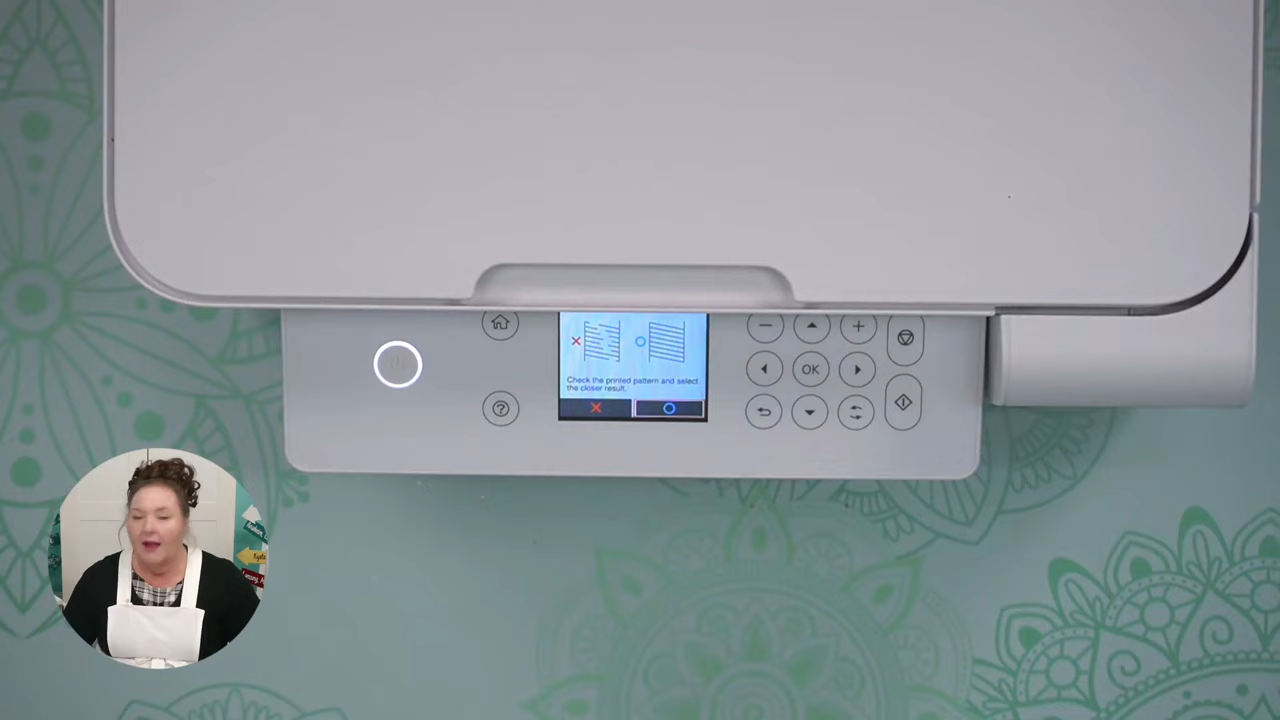 Check the printed pattern and select
the closer result.
OK